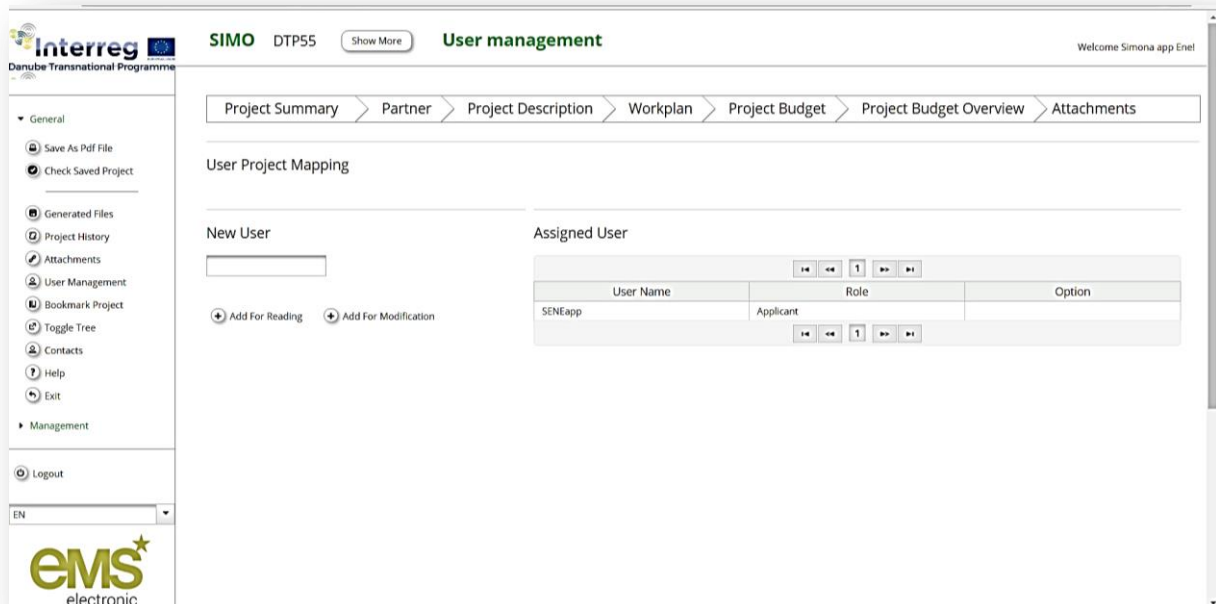 Interreg
Danube Transnational Programme
SIMO DTP55 Show More User management
Welcome Simona app Enel
Project Summary Partner Project Description Workplan Project Budget Project Budget Overview Attachments
General
Save As Pdf File
Check Saved Project
Generated Files
Project History
Attachments
User Management
Bookmark Project
Toggle Tree
Contacts
Help
Exit
Management
Logout
EN
eMS
electronic
User Project Mapping
New User
Add For Reading Add For Modification
Assigned User
1
User Name Role Option
SENEapp Applicant
1